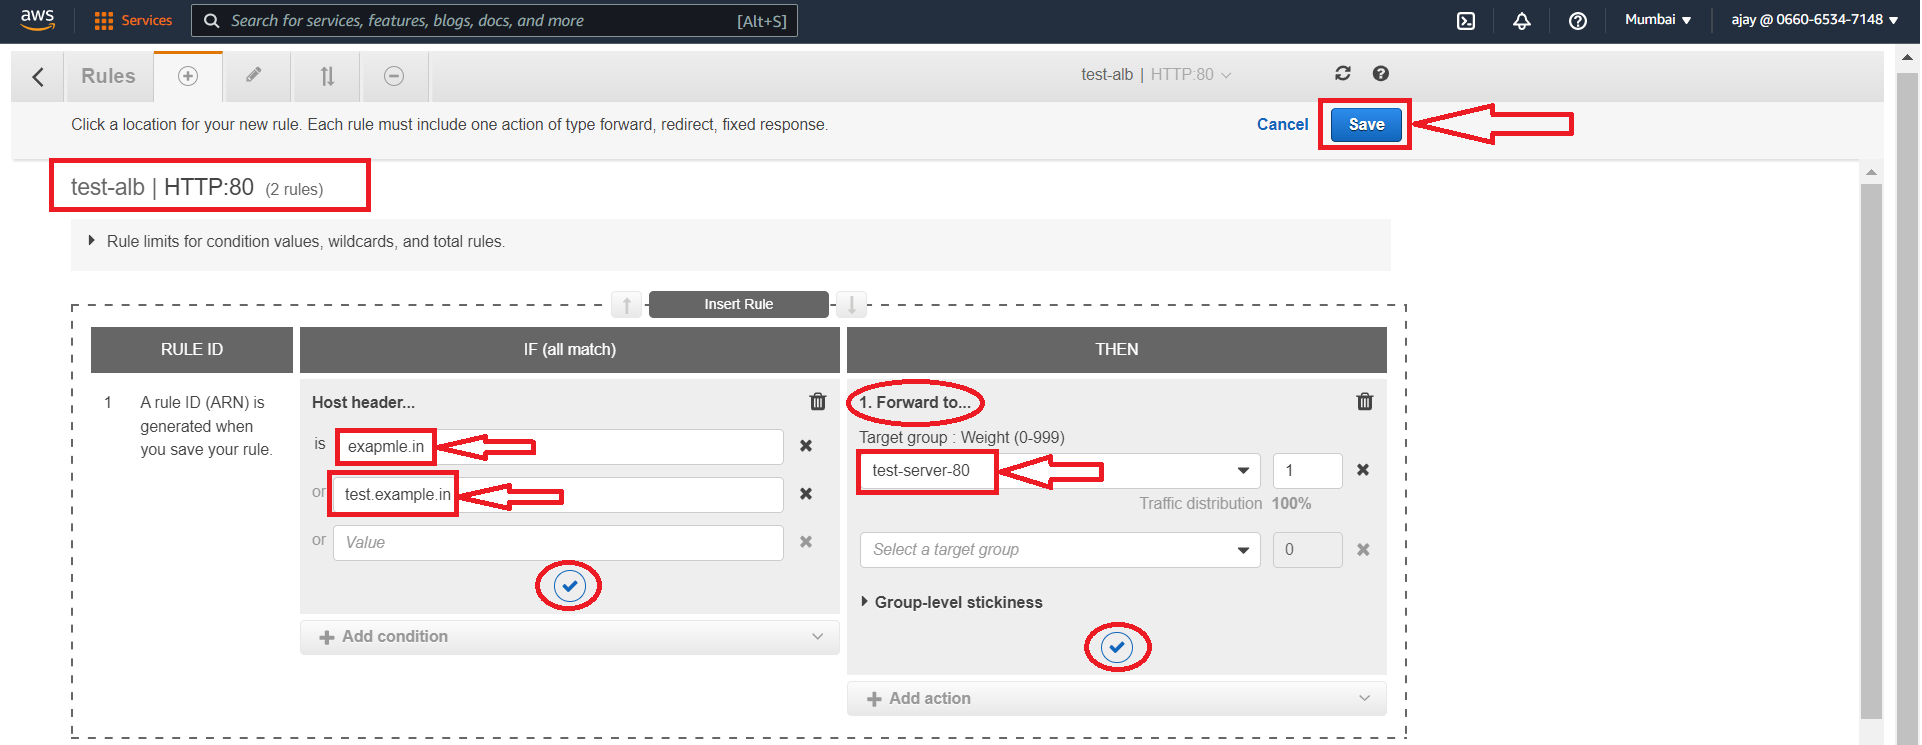 aws Services Search for services, features, blogs, docs, and more [Alt+S] Mumbai ajay @ 0660-6534-7148
Rules test-alb | HTTP:80
Click a location for your new rule. Each rule must include one action of type forward, redirect, fixed response. Cancel Save
test-alb | HTTP:80 (2 rules)
Rule limits for condition values, wildcards, and total rules.
Insert Rule
RULE ID IF (all match) THEN
1 A rule ID (ARN) is
generated when
you save your rule.
Host header...
is exapmle.in
or test.example.in
or Value
Add condition
1. Forward to...
Target group : Weight (0-999)
test-server-80 1
Traffic distribution 100%
Select a target group 0
Group-level stickiness
Add action